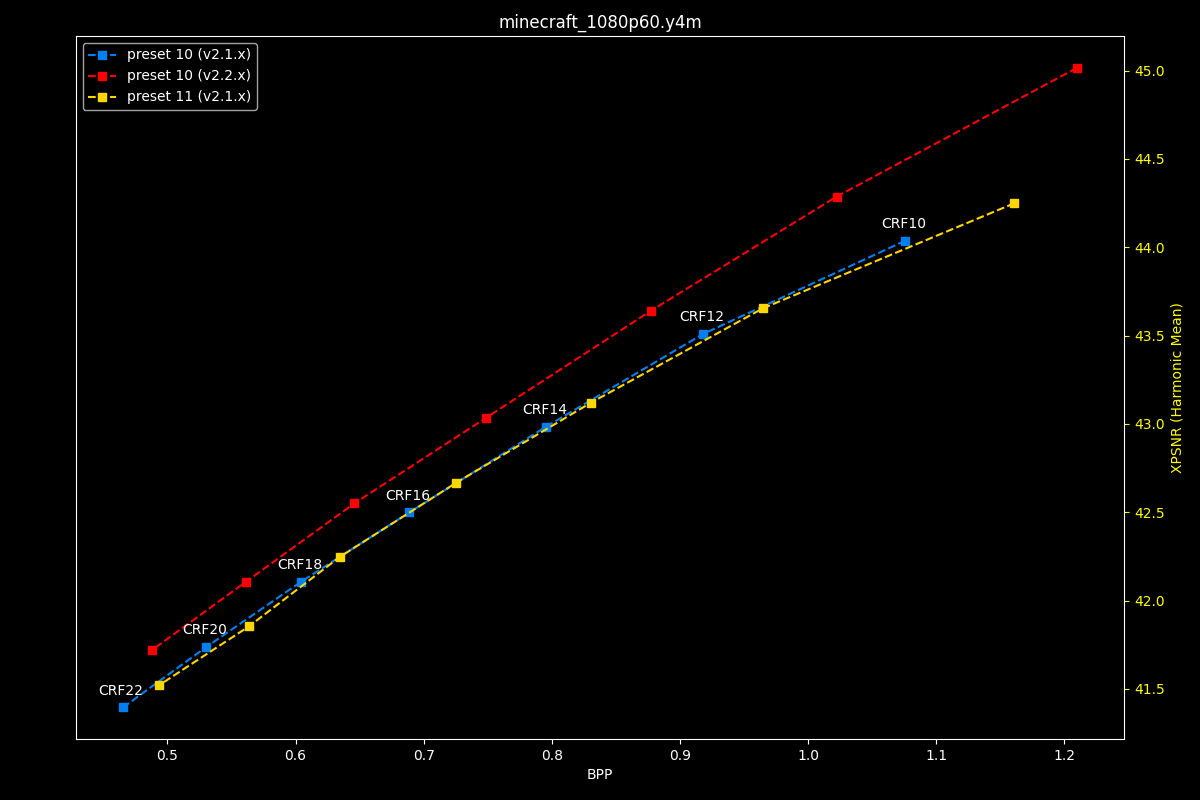 minecraft_1080p60.y4m
preset 10 (v2.1.x)
preset 10 (v2.2.x)
preset 11 (v2.1.x)
45.0
44.5
CRF10
44.0
CRF12
43.5
CRF14
43.0
XPSNR (Harmonic Mean)
CRF16
42.5
CRF18
42.0
CRF20
CRF22
41.5
0.5 0.6 0.7 0.8 0.9 1.0 1.1 1.2
BPP